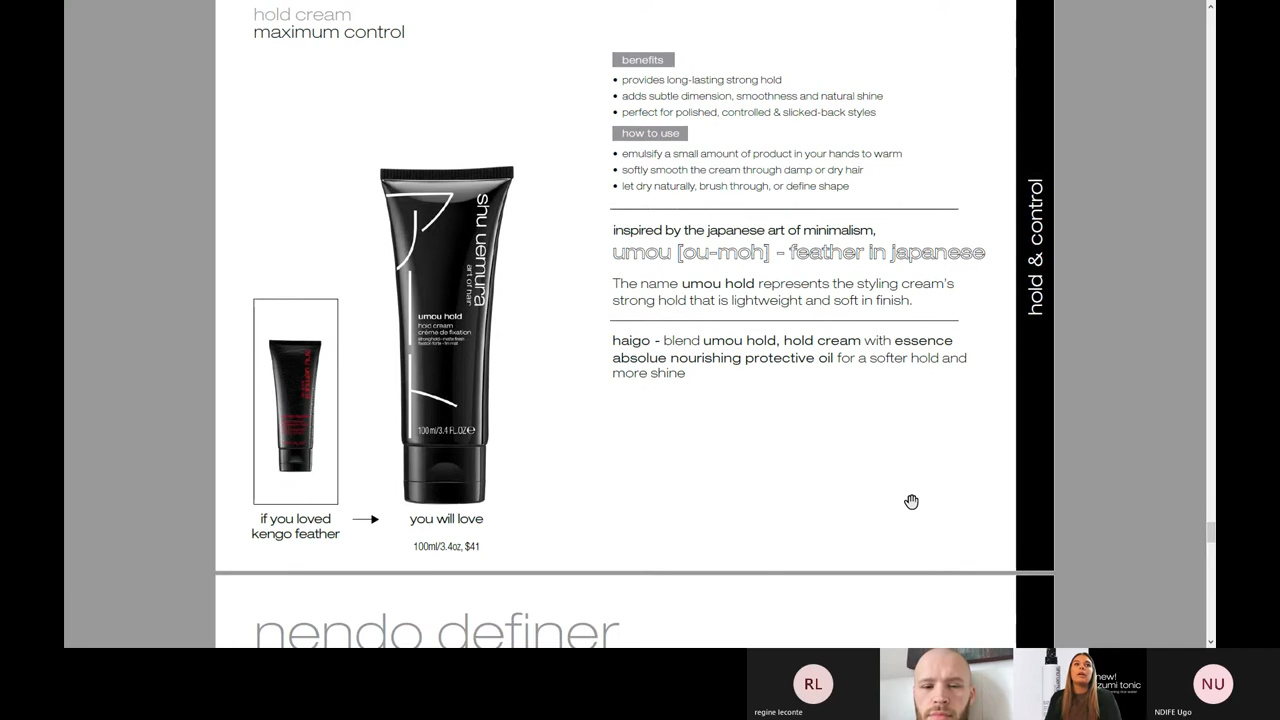 hold cream
maximum control
benefits
• provides long-lasting strong hold
• adds subtle dimension, smoothness and natural shine
• perfect for polished, controlled & slicked-back styles
how to use
• emulsify a small amount of product in your hands to warm
• softly smooth the cream through damp or dry hair
• let dry naturally, brush through, or define shape
inspired by the japanese art of minimalism,
umou [ou-moh] - feather in japanese
The name umou hold represents the styling cream's
strong hold that is lightweight and soft in finish.
haigo - blend umou hold, hold cream with essence
absolue nourishing protective oil for a softer hold and
more shine
shu uemura
art of hair
umou hold
hold cream
crème de fixation
100ml/3.4 FL.OZ℮
if you loved
kengo feather
you will love
100ml/3.4oz, $41
hold & control
nendo definer
RL
regine leconte
new!
zumi tonic
NU
NDIFE Ugo